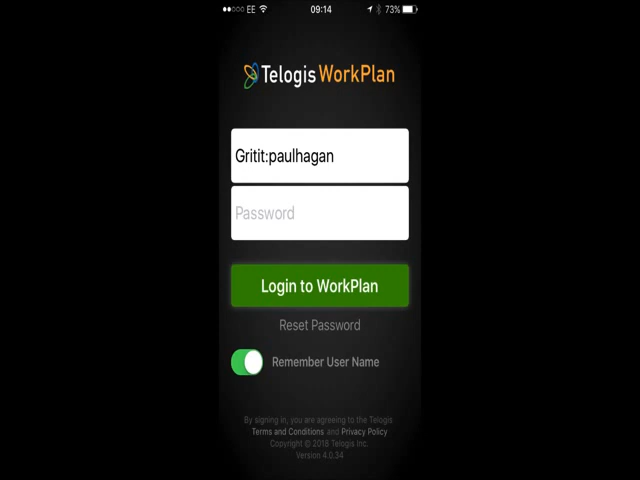 EE 09:14 73%
Telogis WorkPlan
Gritit:paulhagan
Password
Login to WorkPlan
Reset Password
Remember User Name
By signing in, you are agreeing to the Telogis
Terms and Conditions and Privacy Policy
Copyright © 2018 Telogis Inc.
Version 4.0.34